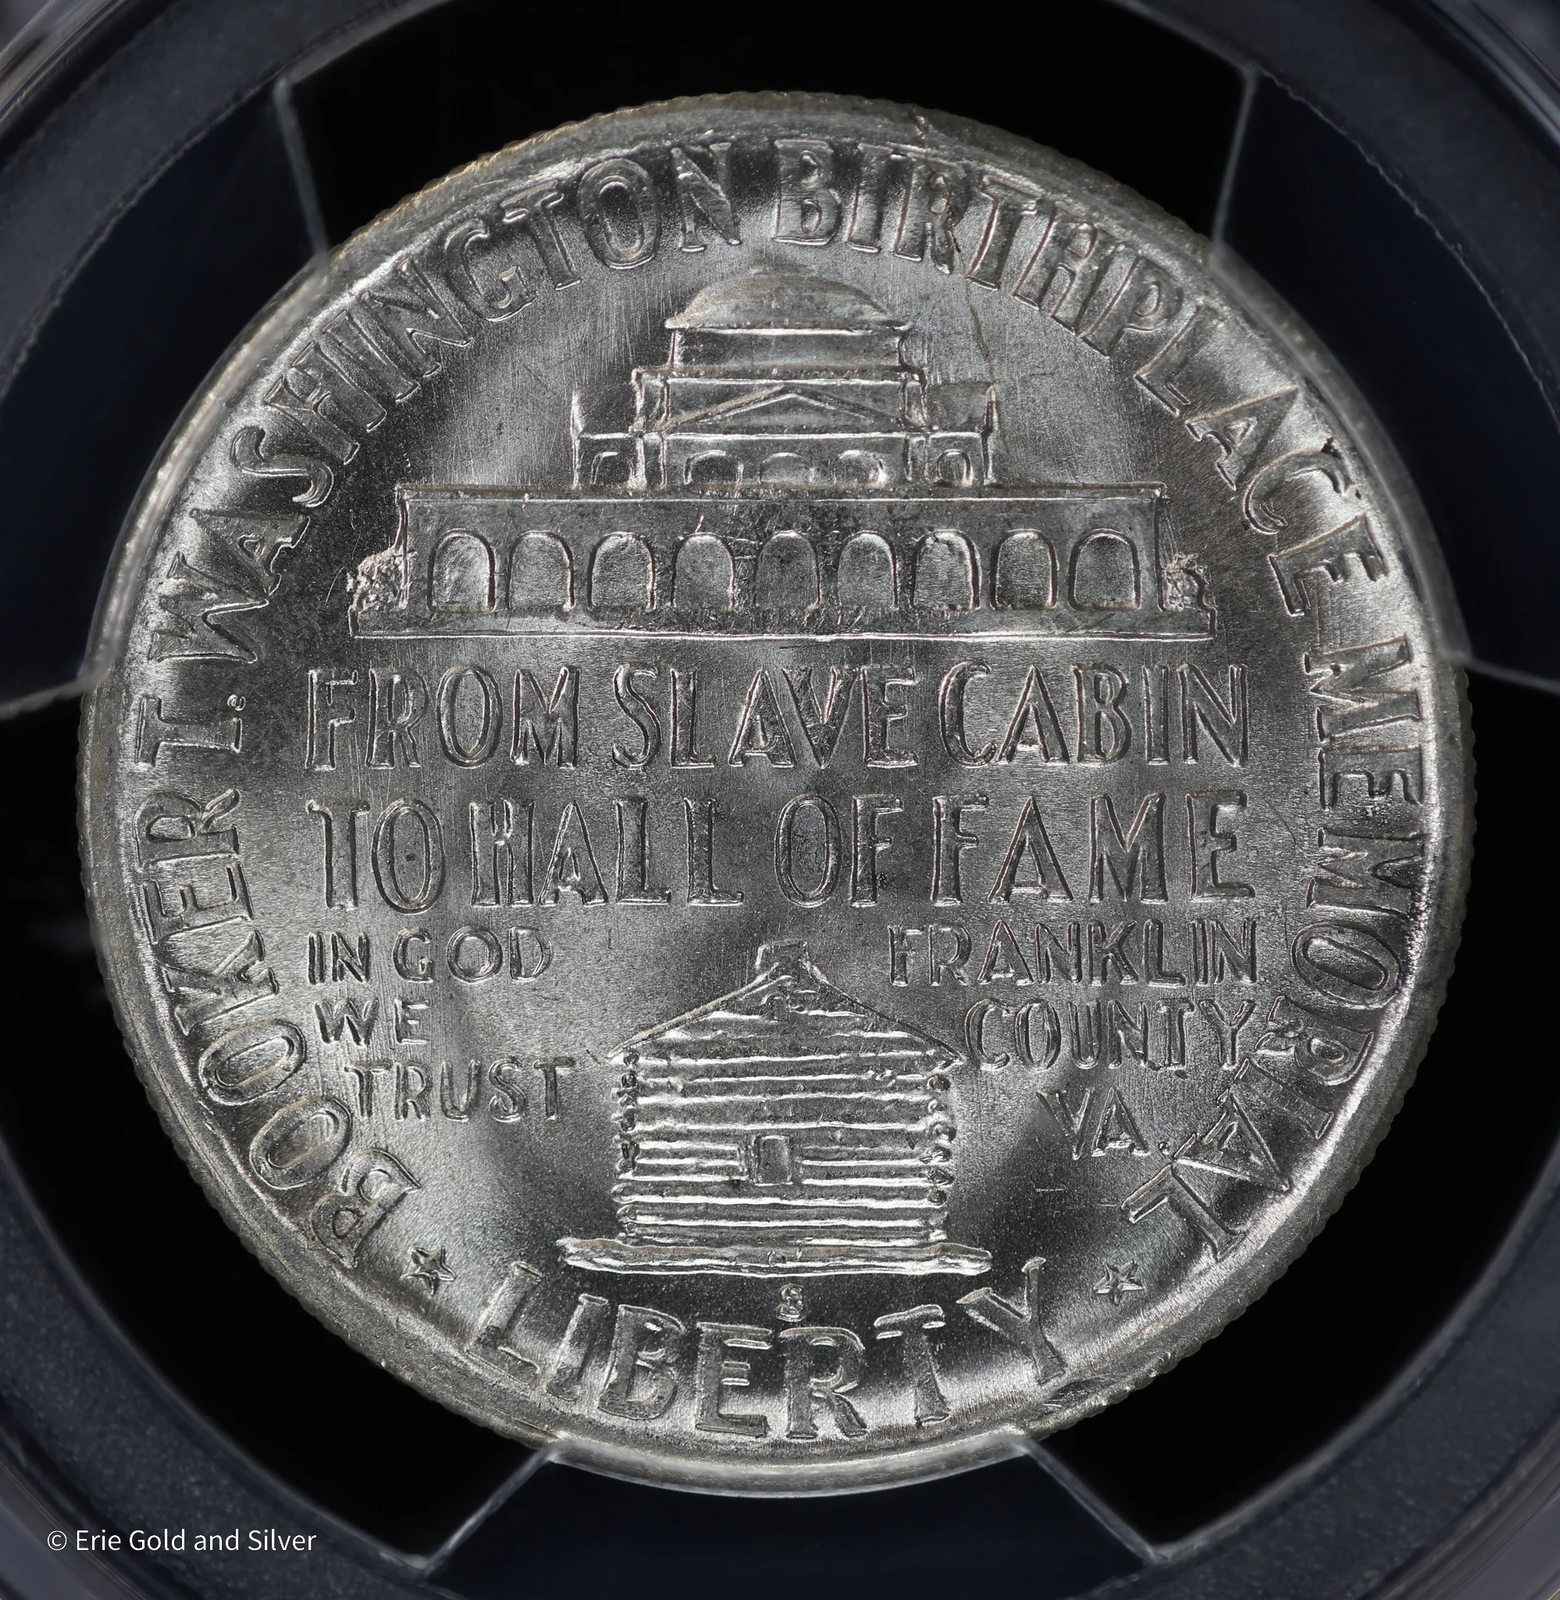 BOOKER T. WASHINGTON BIRTHPLACE MEMORIAL
FROM SLAVE CABIN
TO HALL OF FAME
IN GOD
WE
TRUST
FRANKLIN
COUNTY
VA.
S
★ LIBERTY ★
© Erie Gold and Silver